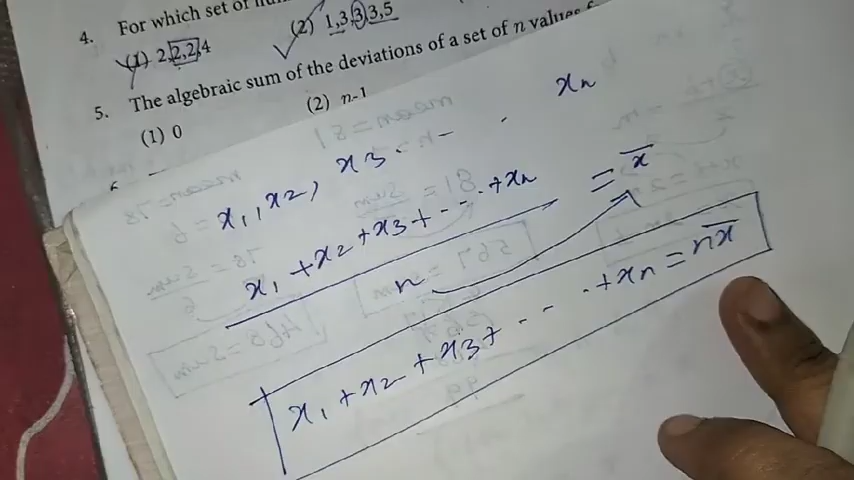 4. For which set of
(1) 2,2,2,4 (2) 1,3,3,3,5
5. The algebraic sum of the deviations of a set of n values
(1) 0 (2) n-1
x₁, x₂, x₃ - - - xₙ
x₁ + x₂ + x₃ + - - - + xₙ
n
= x̅
x₁ + x₂ + x₃ + - - - + xₙ = nx̅